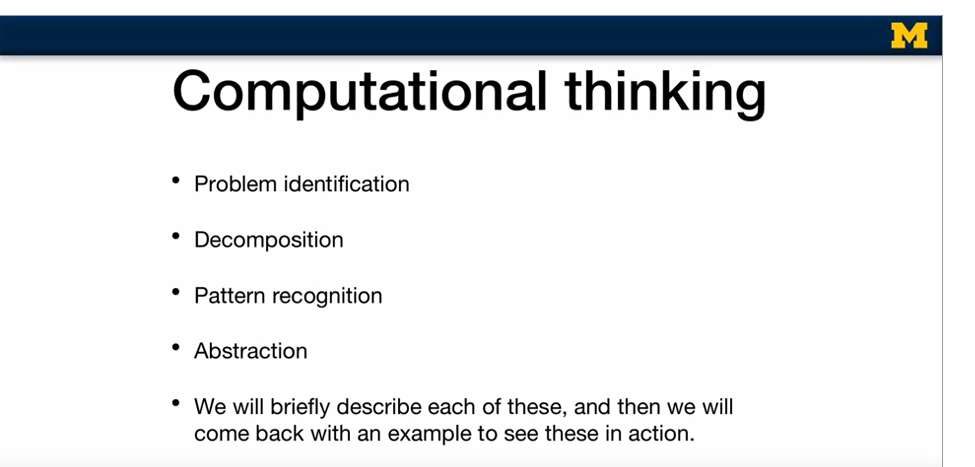 M
Computational thinking
• Problem identification
• Decomposition
• Pattern recognition
• Abstraction
• We will briefly describe each of these, and then we will
come back with an example to see these in action.